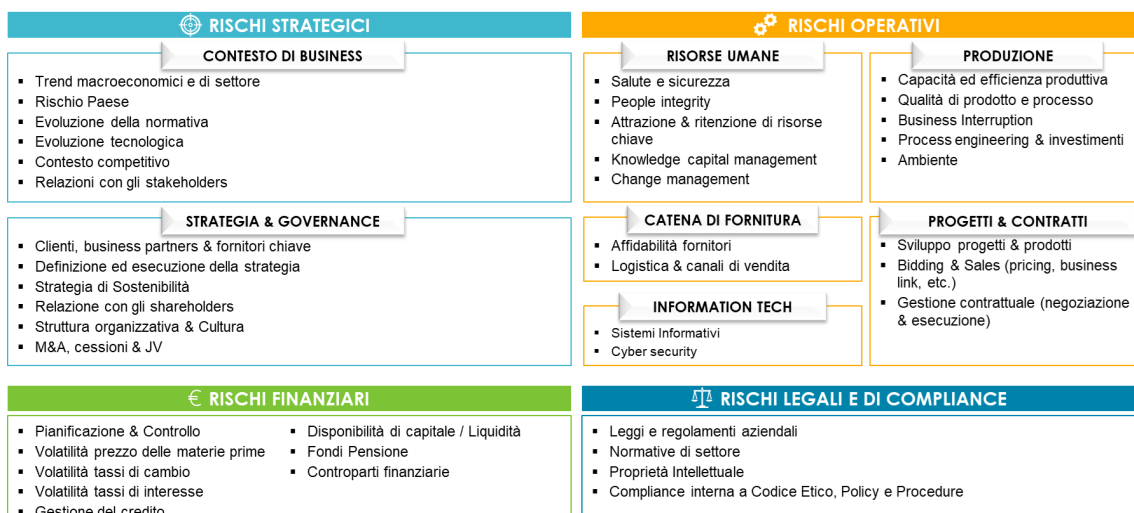 RISCHI STRATEGICI
CONTESTO DI BUSINESS
▪ Trend macroeconomici e di settore
▪ Rischio Paese
▪ Evoluzione della normativa
▪ Evoluzione tecnologica
▪ Contesto competitivo
▪ Relazioni con gli stakeholders
STRATEGIA & GOVERNANCE
▪ Clienti, business partners & fornitori chiave
▪ Definizione ed esecuzione della strategia
▪ Strategia di Sostenibilità
▪ Relazione con gli shareholders
▪ Struttura organizzativa & Cultura
▪ M&A, cessioni & JV
RISCHI OPERATIVI
RISORSE UMANE
▪ Salute e sicurezza
▪ People integrity
▪ Attrazione & ritenzione di risorse
chiave
▪ Knowledge capital management
▪ Change management
PRODUZIONE
▪ Capacità ed efficienza produttiva
▪ Qualità di prodotto e processo
▪ Business Interruption
▪ Process engineering & investimenti
▪ Ambiente
CATENA DI FORNITURA
▪ Affidabilità fornitori
▪ Logistica & canali di vendita
INFORMATION TECH
▪ Sistemi Informativi
▪ Cyber security
PROGETTI & CONTRATTI
▪ Sviluppo progetti & prodotti
▪ Bidding & Sales (pricing, business
link, etc.)
▪ Gestione contrattuale (negoziazione
& esecuzione)
€ RISCHI FINANZIARI
▪ Pianificazione & Controllo
▪ Volatilità prezzo delle materie prime
▪ Volatilità tassi di cambio
▪ Volatilità tassi di interesse
▪ Gestione del credito
▪ Disponibilità di capitale / Liquidità
▪ Fondi Pensione
▪ Controparti finanziarie
RISCHI LEGALI E DI COMPLIANCE
▪ Leggi e regolamenti aziendali
▪ Normative di settore
▪ Proprietà Intellettuale
▪ Compliance interna a Codice Etico, Policy e Procedure